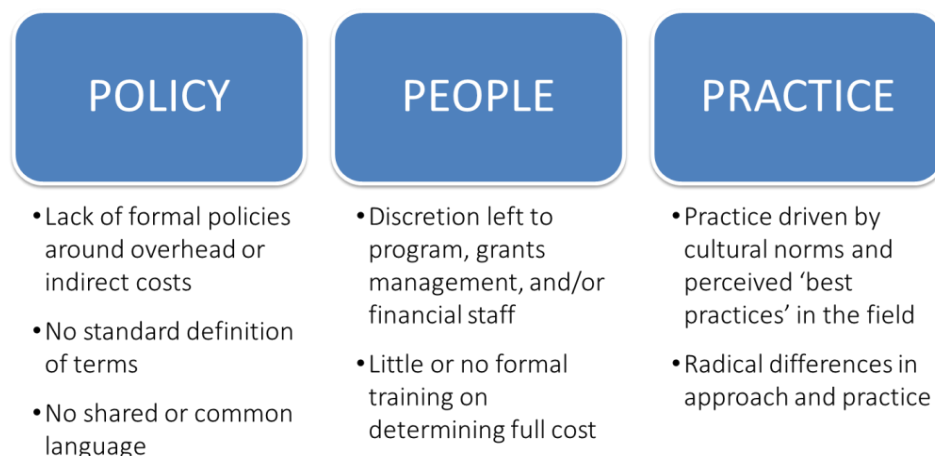 POLICY
• Lack of formal policies
around overhead or
indirect costs
• No standard definition
of terms
• No shared or common
language
PEOPLE
• Discretion left to
program, grants
management, and/or
financial staff
• Little or no formal
training on
determining full cost
PRACTICE
• Practice driven by
cultural norms and
perceived ‘best
practices’ in the field
• Radical differences in
approach and practice